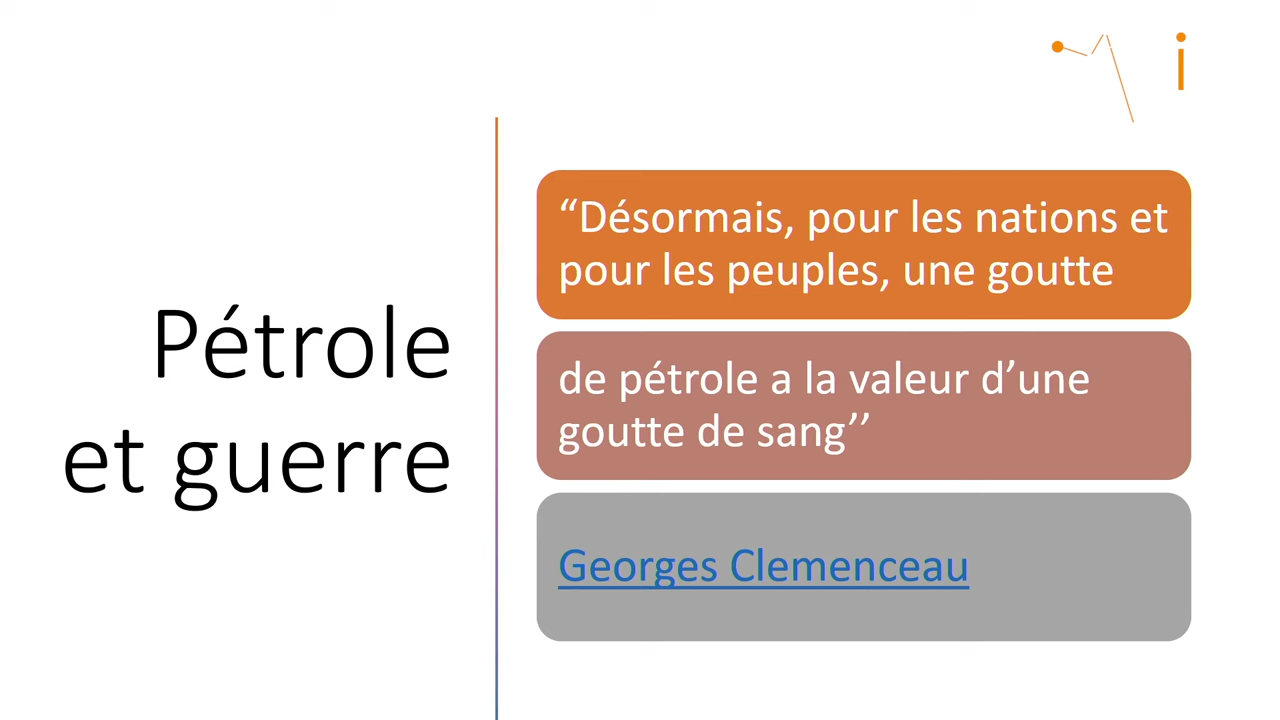 Pétrole
et guerre
“Désormais, pour les nations et
pour les peuples, une goutte
de pétrole a la valeur d’une
goutte de sang’’
Georges Clemenceau